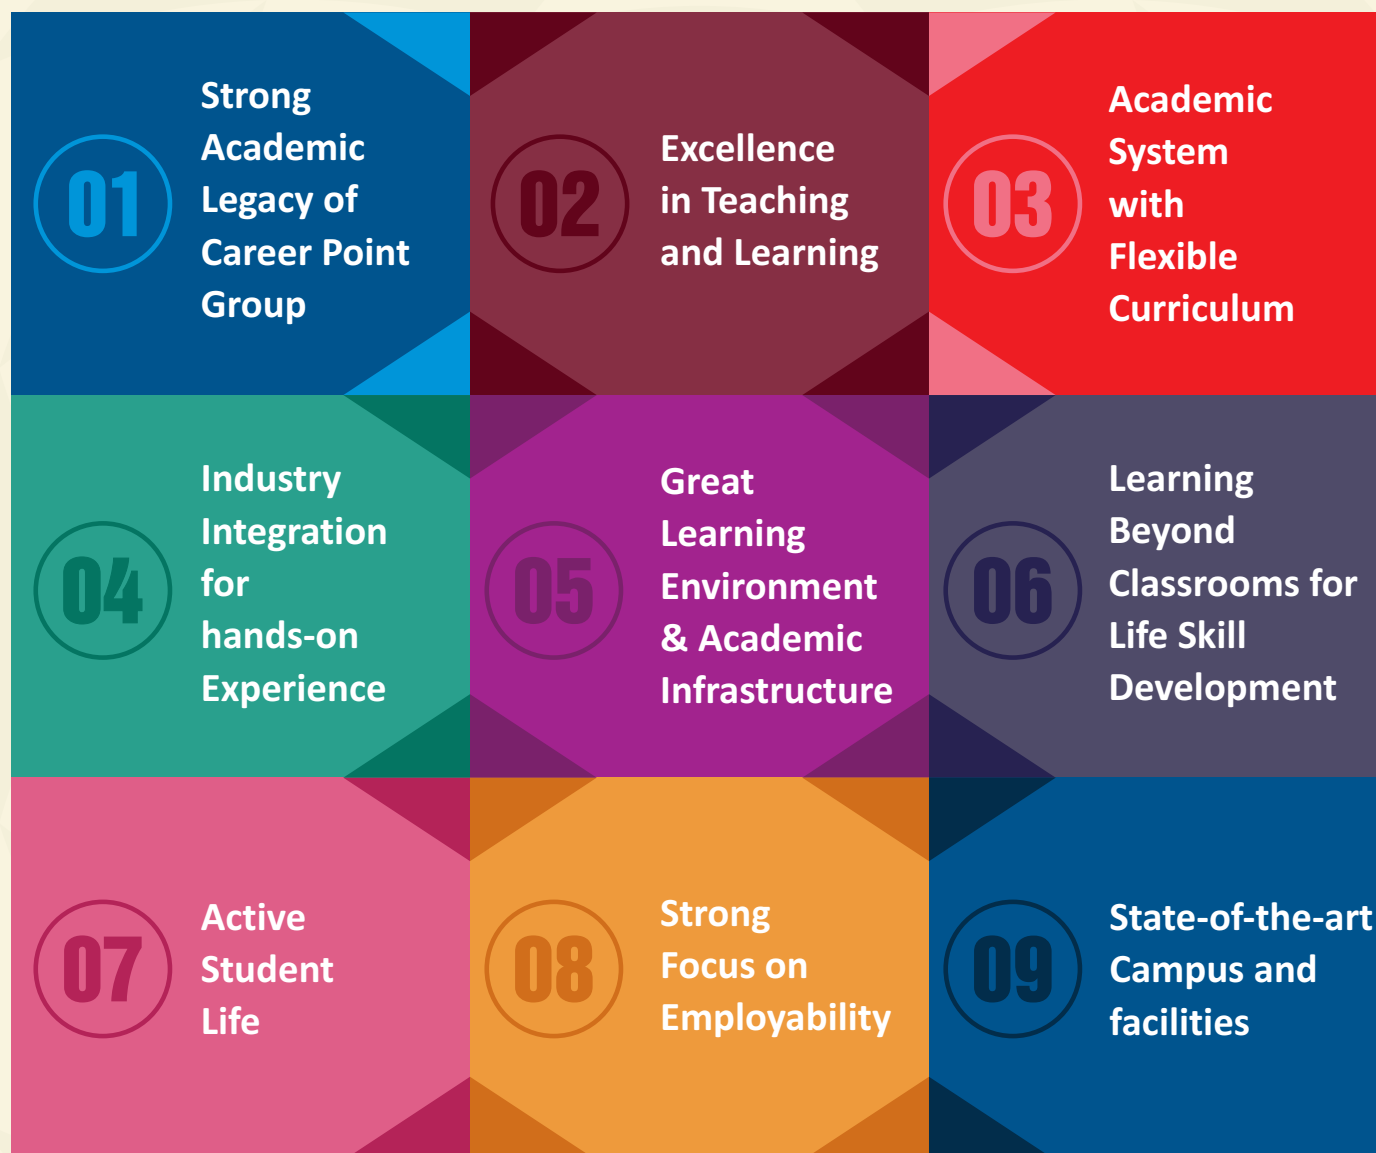 01
Strong
Academic
Legacy of
Career Point
Group
02
Excellence
in Teaching
and Learning
03
Academic
System
with
Flexible
Curriculum
04
Industry
Integration
for
hands-on
Experience
05
Great
Learning
Environment
& Academic
Infrastructure
06
Learning
Beyond
Classrooms for
Life Skill
Development
07
Active
Student
Life
08
Strong
Focus on
Employability
09
State-of-the-art
Campus and
facilities